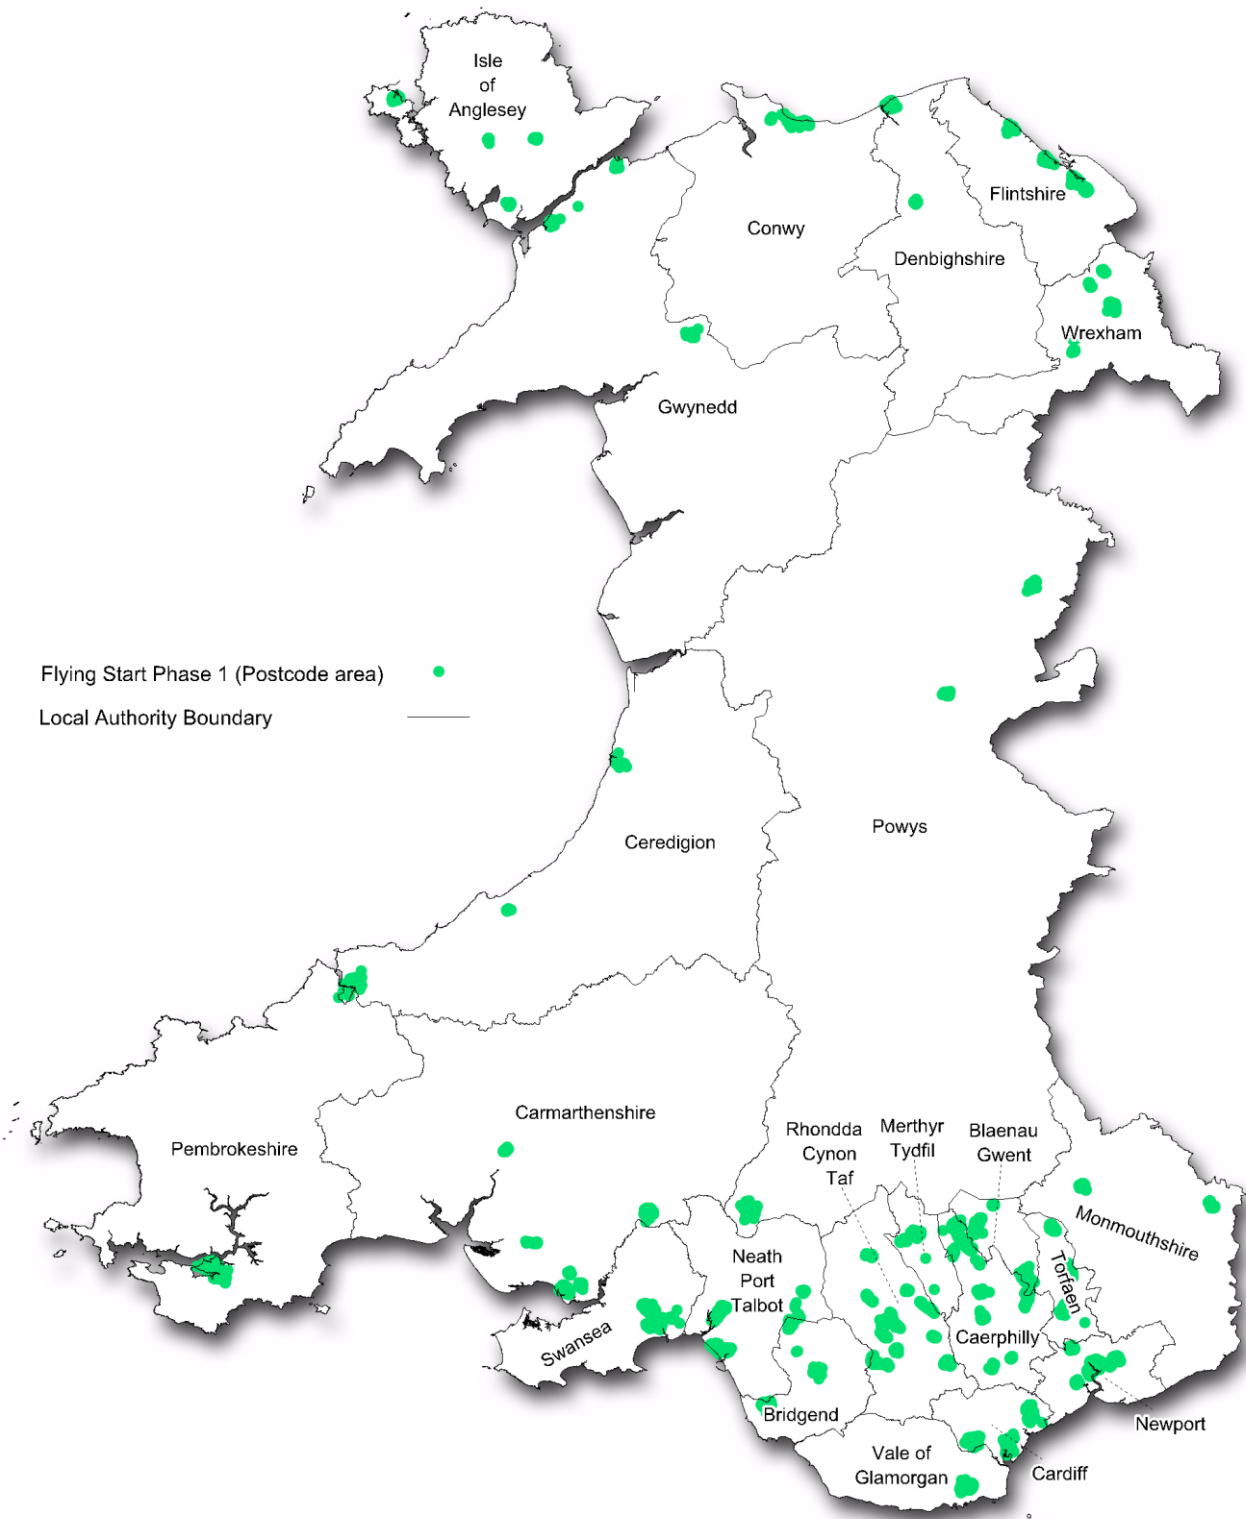 Isle
of
Anglesey
Flintshire
Conwy
Denbighshire
Wrexham
Gwynedd
Flying Start Phase 1 (Postcode area)
Local Authority Boundary
Powys
Ceredigion
Carmarthenshire
Pembrokeshire
Rhondda
Cynon
Taf
Merthyr
Tydfil
Blaenau
Gwent
Monmouthshire
Neath
Port
Talbot
Torfaen
Swansea
Caerphilly
Bridgend
Newport
Vale of
Glamorgan
Cardiff